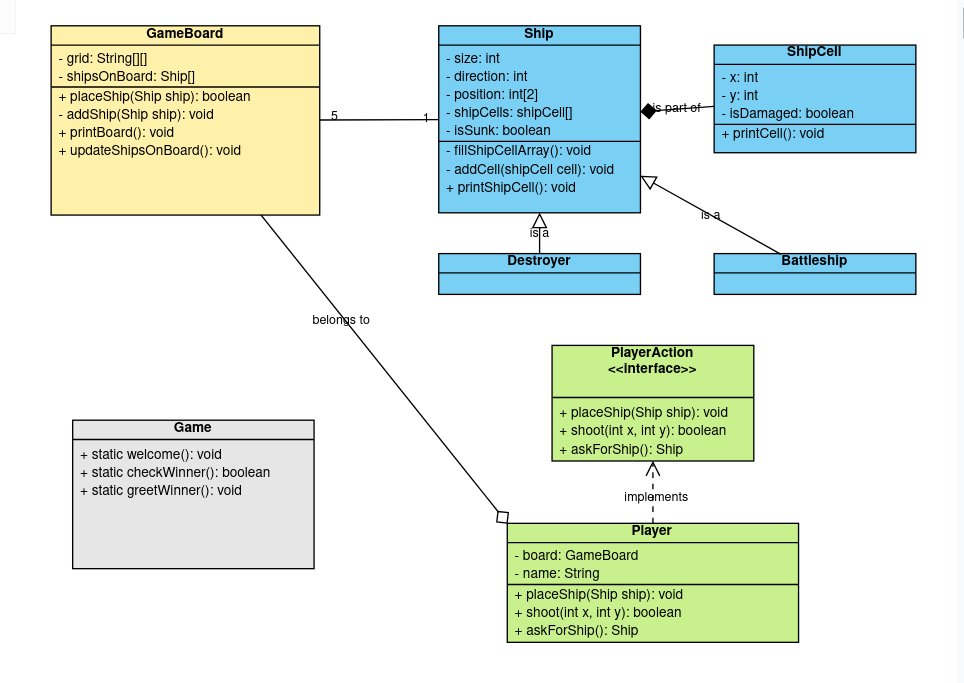 GameBoard
- grid: String[][]
- shipsOnBoard: Ship[]
+ placeShip(Ship ship): boolean
- addShip(Ship ship): void
+ printBoard(): void
+ updateShipsOnBoard(): void
5
1
Ship
- size: int
- direction: int
- position: int[2]
- shipCells: shipCell[]
- isSunk: boolean
- fillShipCellArray(): void
- addCell(shipCell cell): void
+ printShipCell(): void
is part of
ShipCell
- x: int
- y: int
- isDamaged: boolean
+ printCell(): void
is a
is a
Destroyer
Battleship
belongs to
PlayerAction
<<interface>>
+ placeShip(Ship ship): void
+ shoot(int x, int y): boolean
+ askForShip(): Ship
Game
+ static welcome(): void
+ static checkWinner(): boolean
+ static greetWinner(): void
implements
Player
- board: GameBoard
- name: String
+ placeShip(Ship ship): void
+ shoot(int x, int y): boolean
+ askForShip(): Ship